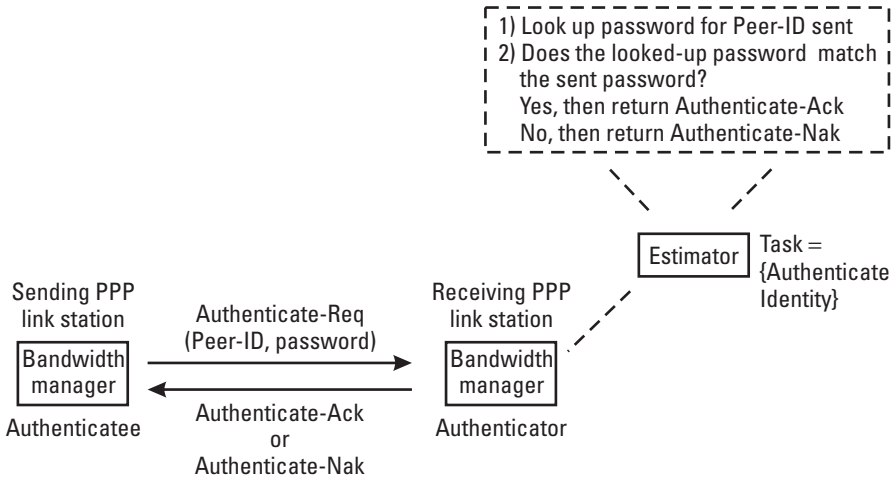 1) Look up password for Peer-ID sent
2) Does the looked-up password match
the sent password?
Yes, then return Authenticate-Ack
No, then return Authenticate-Nak
Estimator
Task =
{Authenticate
Identity}
Sending PPP
link station
Bandwidth
manager
Authenticatee
Authenticate-Req
(Peer-ID, password)
Authenticate-Ack
or
Authenticate-Nak
Receiving PPP
link station
Bandwidth
manager
Authenticator